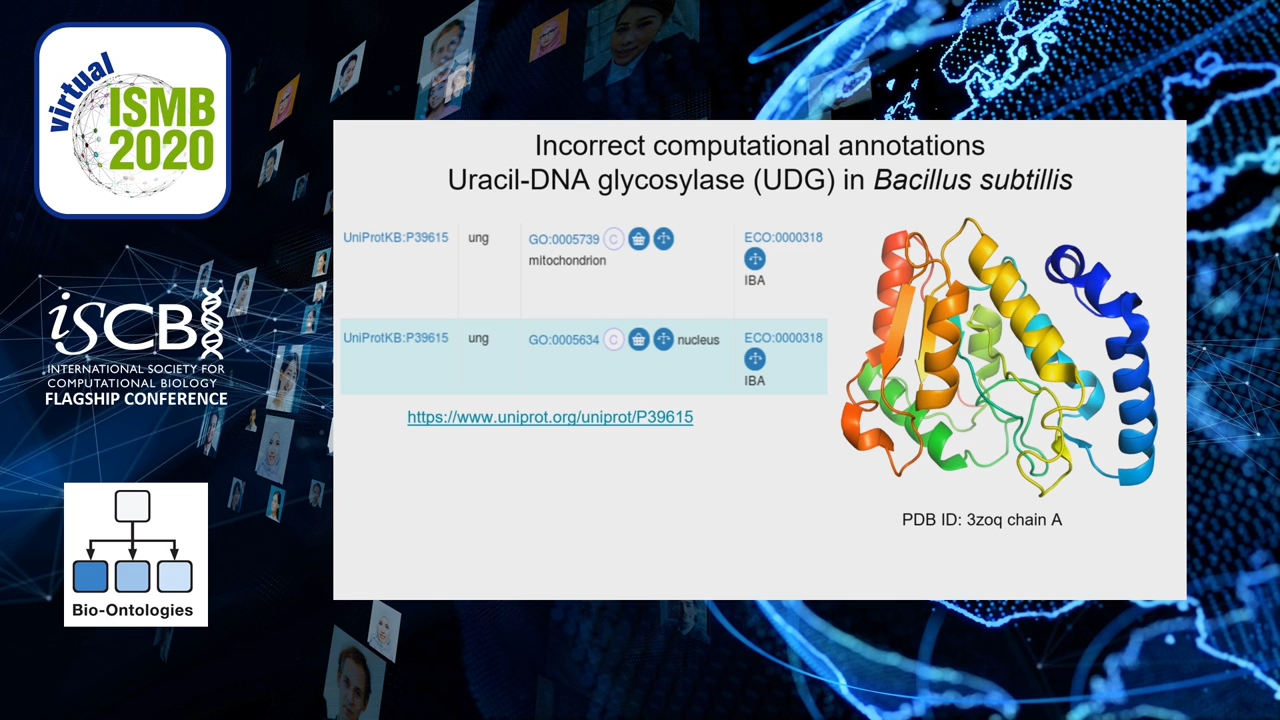 virtual
ISMB
2020
iSCB
INTERNATIONAL SOCIETY FOR
COMPUTATIONAL BIOLOGY
FLAGSHIP CONFERENCE
Bio-Ontologies
Incorrect computational annotations
Uracil-DNA glycosylase (UDG) in Bacillus subtillis
UniProtKB:P39615 ung GO:0005739 C ECO:0000318
mitochondrion
IBA
UniProtKB:P39615 ung GO:0005634 C nucleus ECO:0000318
IBA
https://www.uniprot.org/uniprot/P39615
PDB ID: 3zoq chain A